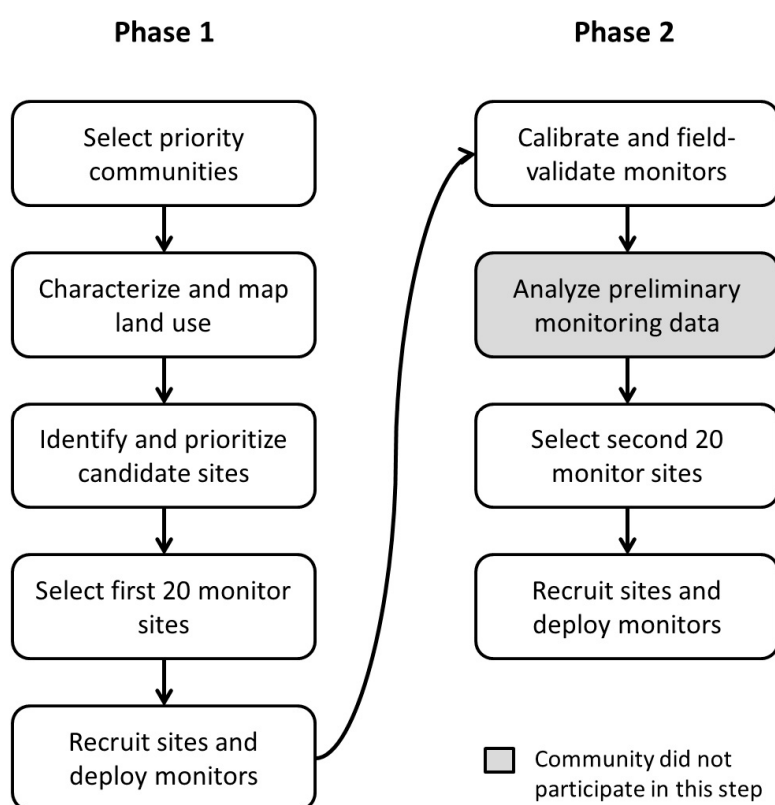 Phase 1
Select priority
communities
Characterize and map
land use
Identify and prioritize
candidate sites
Select first 20 monitor
sites
Recruit sites and
deploy monitors
Phase 2
Calibrate and field-
validate monitors
Analyze preliminary
monitoring data
Select second 20
monitor sites
Recruit sites and
deploy monitors
Community did not
participate in this step